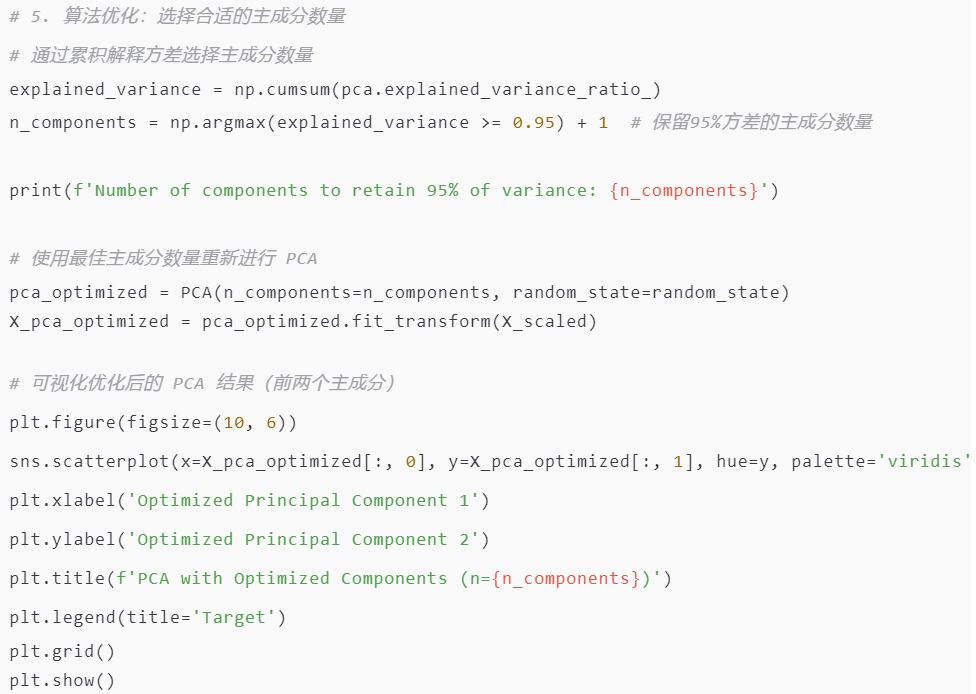 # 5. 算法优化：选择合适的主成分数量
# 通过累积解释方差选择主成分数量
explained_variance = np.cumsum(pca.explained_variance_ratio_)
n_components = np.argmax(explained_variance >= 0.95) + 1  # 保留95%方差的主成分数量
print(f'Number of components to retain 95% of variance: {n_components}')
# 使用最佳主成分数量重新进行 PCA
pca_optimized = PCA(n_components=n_components, random_state=random_state)
X_pca_optimized = pca_optimized.fit_transform(X_scaled)
# 可视化优化后的 PCA 结果（前两个主成分）
plt.figure(figsize=(10, 6))
sns.scatterplot(x=X_pca_optimized[:, 0], y=X_pca_optimized[:, 1], hue=y, palette='viridis'
plt.xlabel('Optimized Principal Component 1')
plt.ylabel('Optimized Principal Component 2')
plt.title(f'PCA with Optimized Components (n={n_components})')
plt.legend(title='Target')
plt.grid()
plt.show()